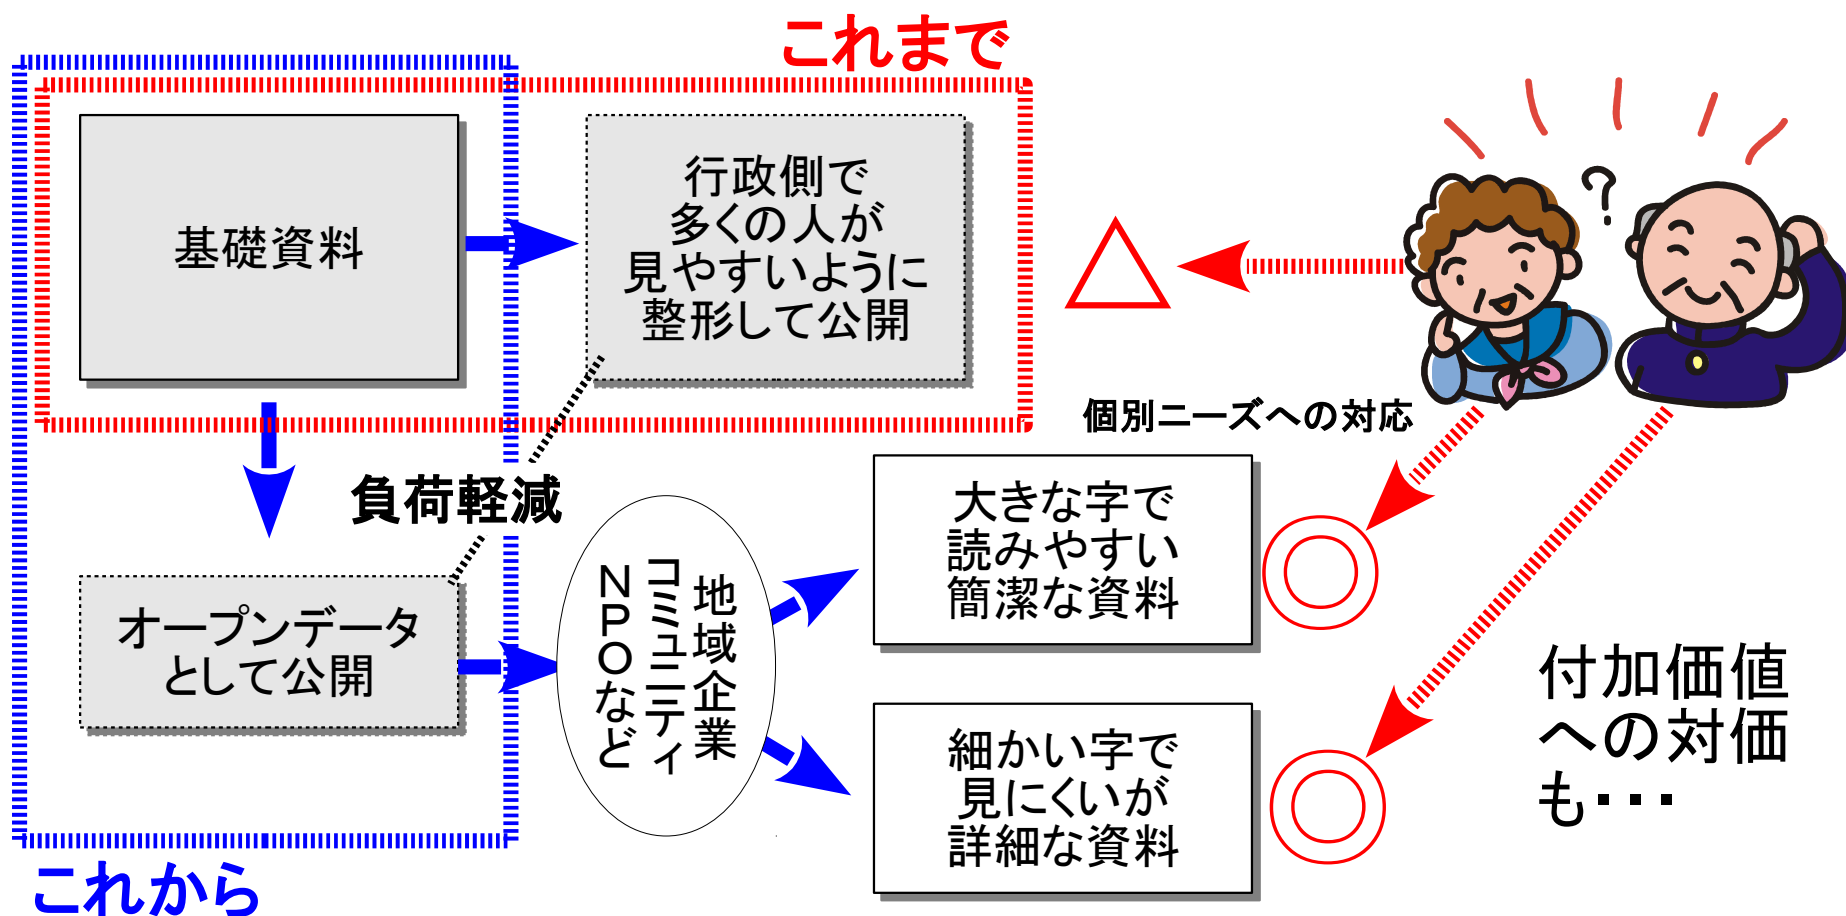 これまで
基礎資料
行政側で
多くの人が
見やすいように
整形して公開
?
個別ニーズへの対応
負荷軽減
オープンデータ
として公開
地域企業
コミュニティ
ＮＰＯなど
大きな字で
読みやすい
簡潔な資料
細かい字で
見にくいが
詳細な資料
付加価値
への対価
も・・・
これから